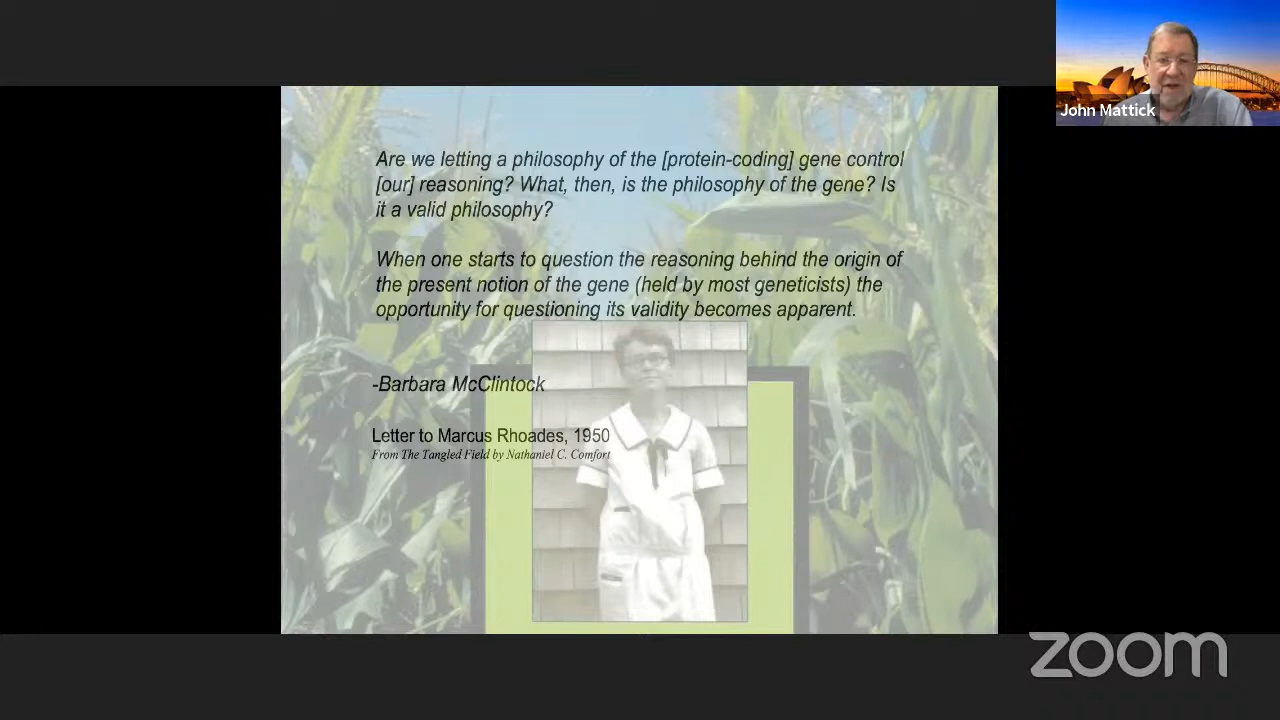 John Mattick
Are we letting a philosophy of the [protein-coding] gene control
[our] reasoning? What, then, is the philosophy of the gene? Is
it a valid philosophy?
When one starts to question the reasoning behind the origin of
the present notion of the gene (held by most geneticists) the
opportunity for questioning its validity becomes apparent.
-Barbara McClintock
Letter to Marcus Rhoades, 1950
From The Tangled Field by Nathaniel C. Comfort
zoom